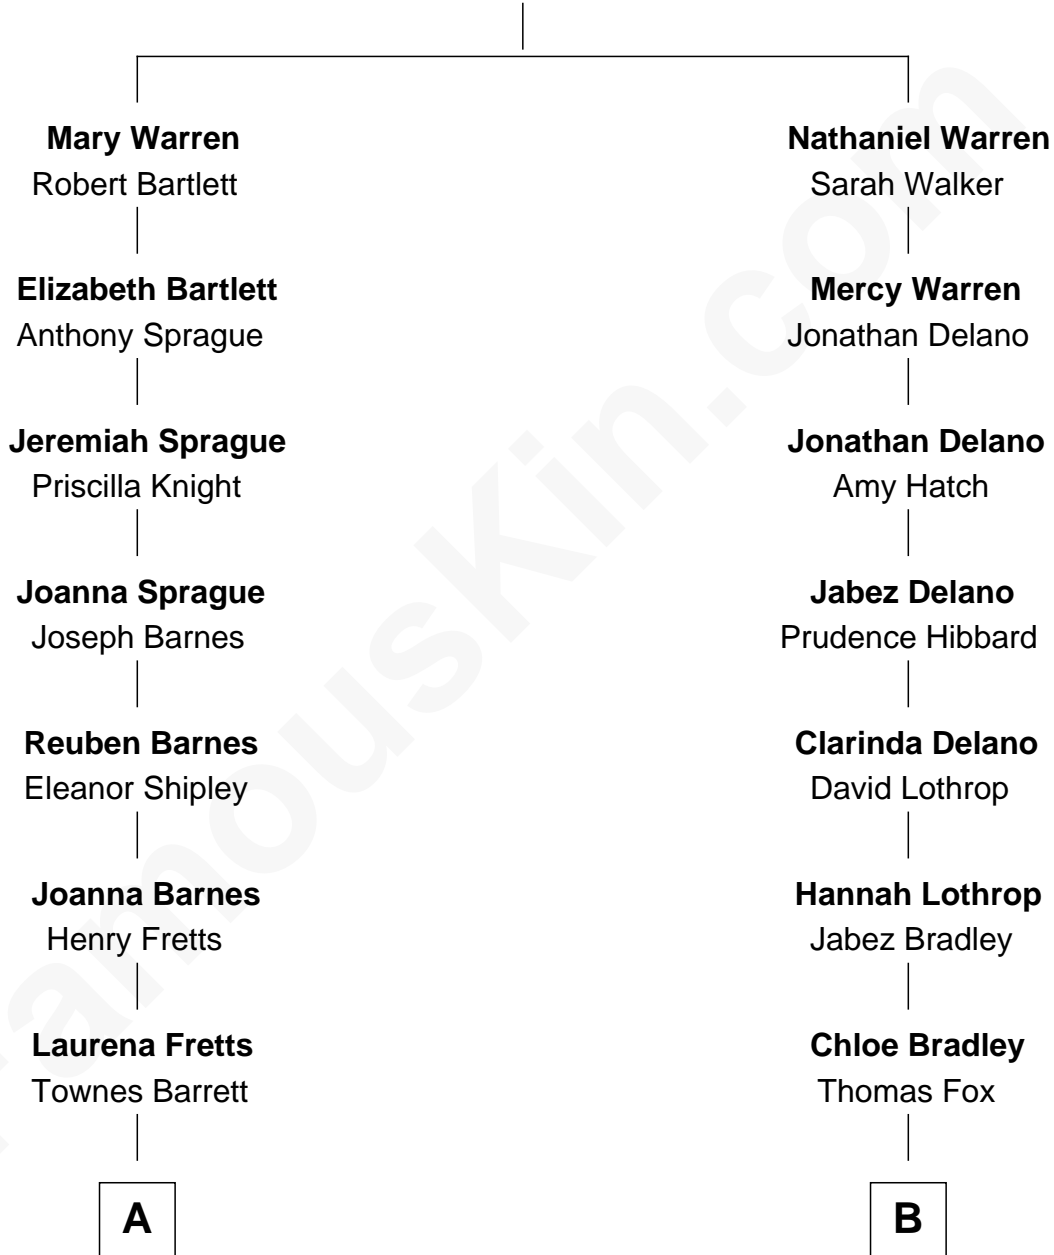 Mary Warren
Robert Bartlett
Nathaniel Warren
Sarah Walker
Elizabeth Bartlett
Anthony Sprague
Mercy Warren
Jonathan Delano
Jeremiah Sprague
Priscilla Knight
Jonathan Delano
Amy Hatch
Joanna Sprague
Joseph Barnes
Jabez Delano
Prudence Hibbard
Reuben Barnes
Eleanor Shipley
Clarinda Delano
David Lothrop
Joanna Barnes
Henry Fretts
Hannah Lothrop
Jabez Bradley
Laurena Fretts
Townes Barrett
Chloe Bradley
Thomas Fox
A
B
FamousKin.com